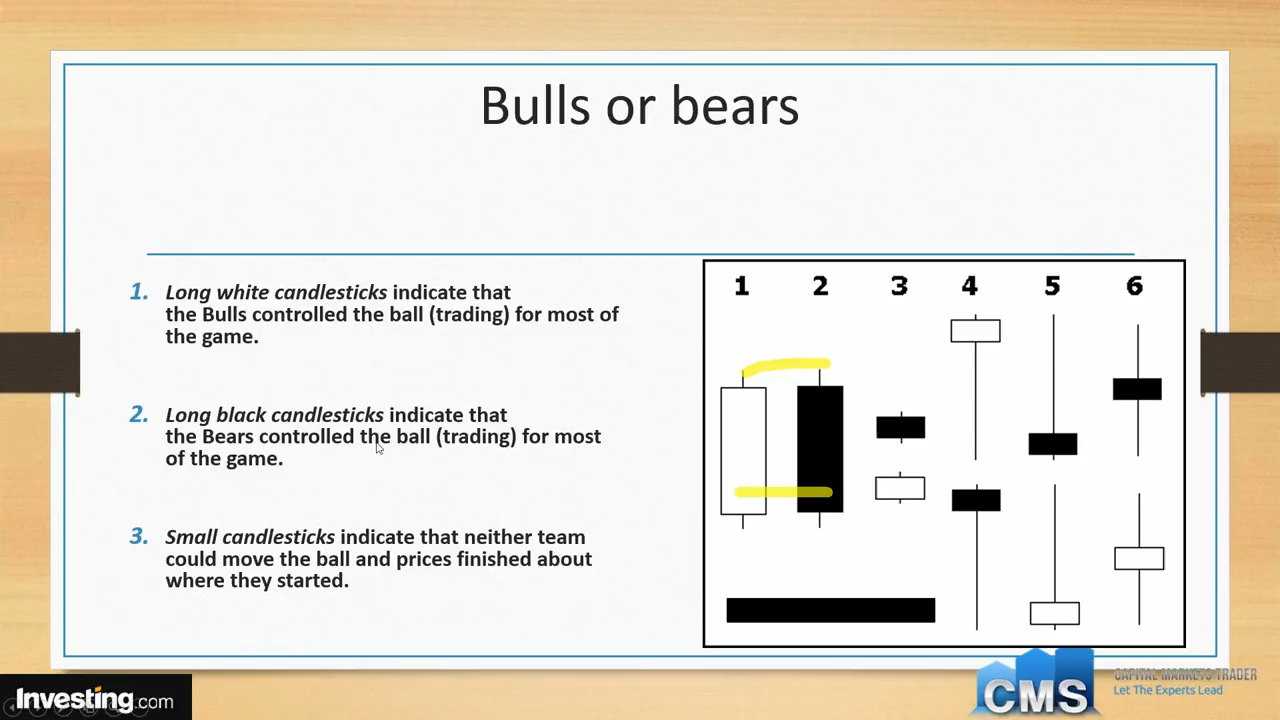 Bulls or bears
1. Long white candlesticks indicate that
the Bulls controlled the ball (trading) for most of
the game.
2. Long black candlesticks indicate that
the Bears controlled the ball (trading) for most
of the game.
3. Small candlesticks indicate that neither team
could move the ball and prices finished about
where they started.
1 2 3 4 5 6
Investing.com
CMS
CAPITAL MARKETS TRADER
Let The Experts Lead